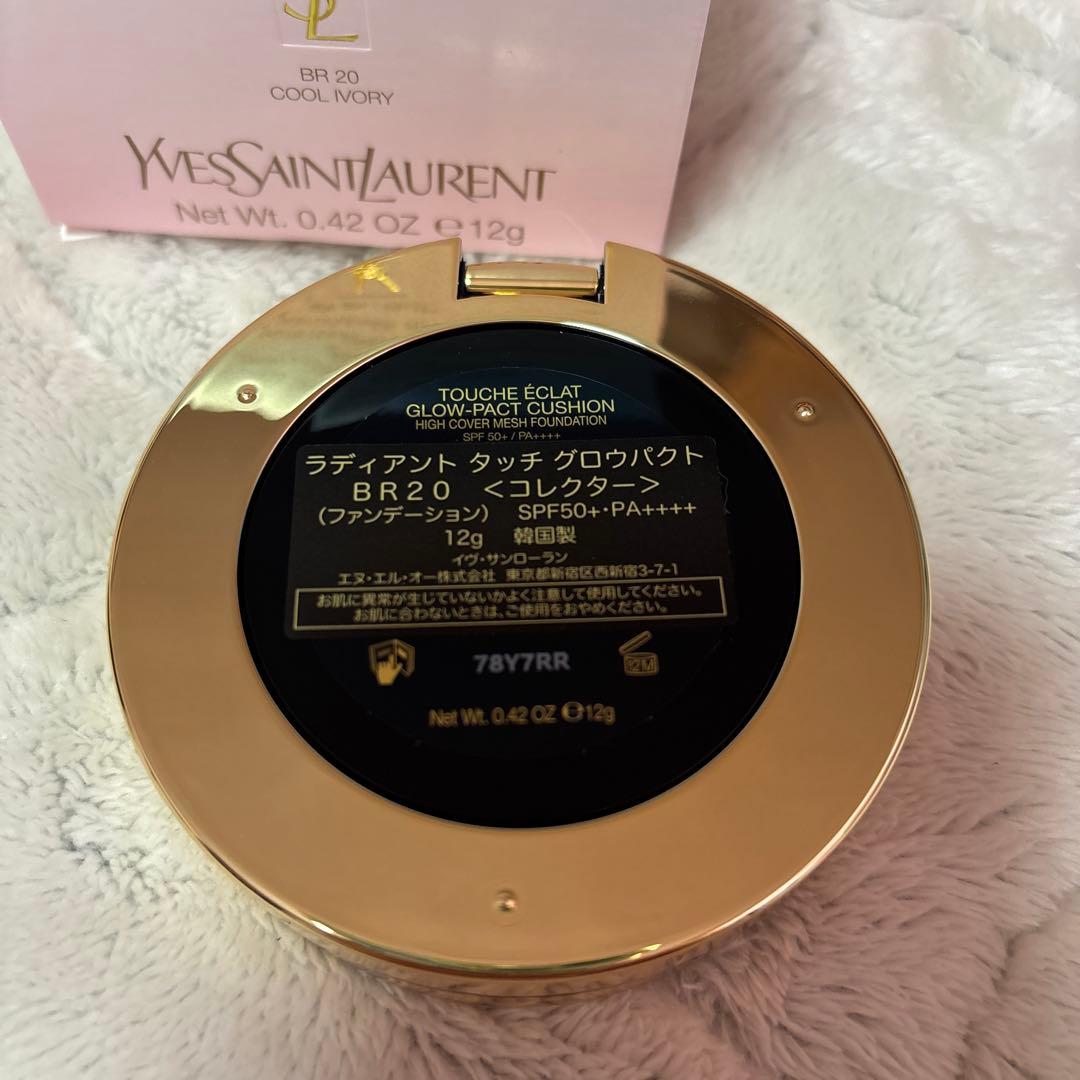 YSL
BR 20
COOL IVORY
YVESSAINTLAURENT
Net Wt. 0.42 OZ ℮12g
TOUCHE ÉCLAT
GLOW-PACT CUSHION
HIGH COVER MESH FOUNDATION
SPF 50+ / PA++++
ラディアント タッチ グロウパクト
BR20 <コレクター>
(ファンデーション) SPF50+・PA++++
12g 韓国製
イヴ・サンローラン
エヌ・エル・オー株式会社 東京都新宿区西新宿3-7-1
お肌に異常が生じていないかよく注意して使用してください。
お肌に合わないときは、ご使用をおやめください。
78Y7RR
12M
Net Wt. 0.42 OZ ℮12g